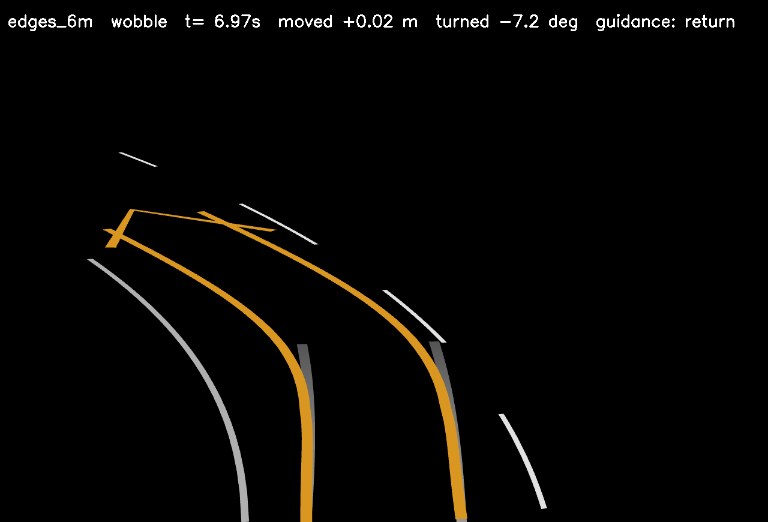 edges_6m wobble t= 6.97s moved +0.02 m turned −7.2 deg guidance: return